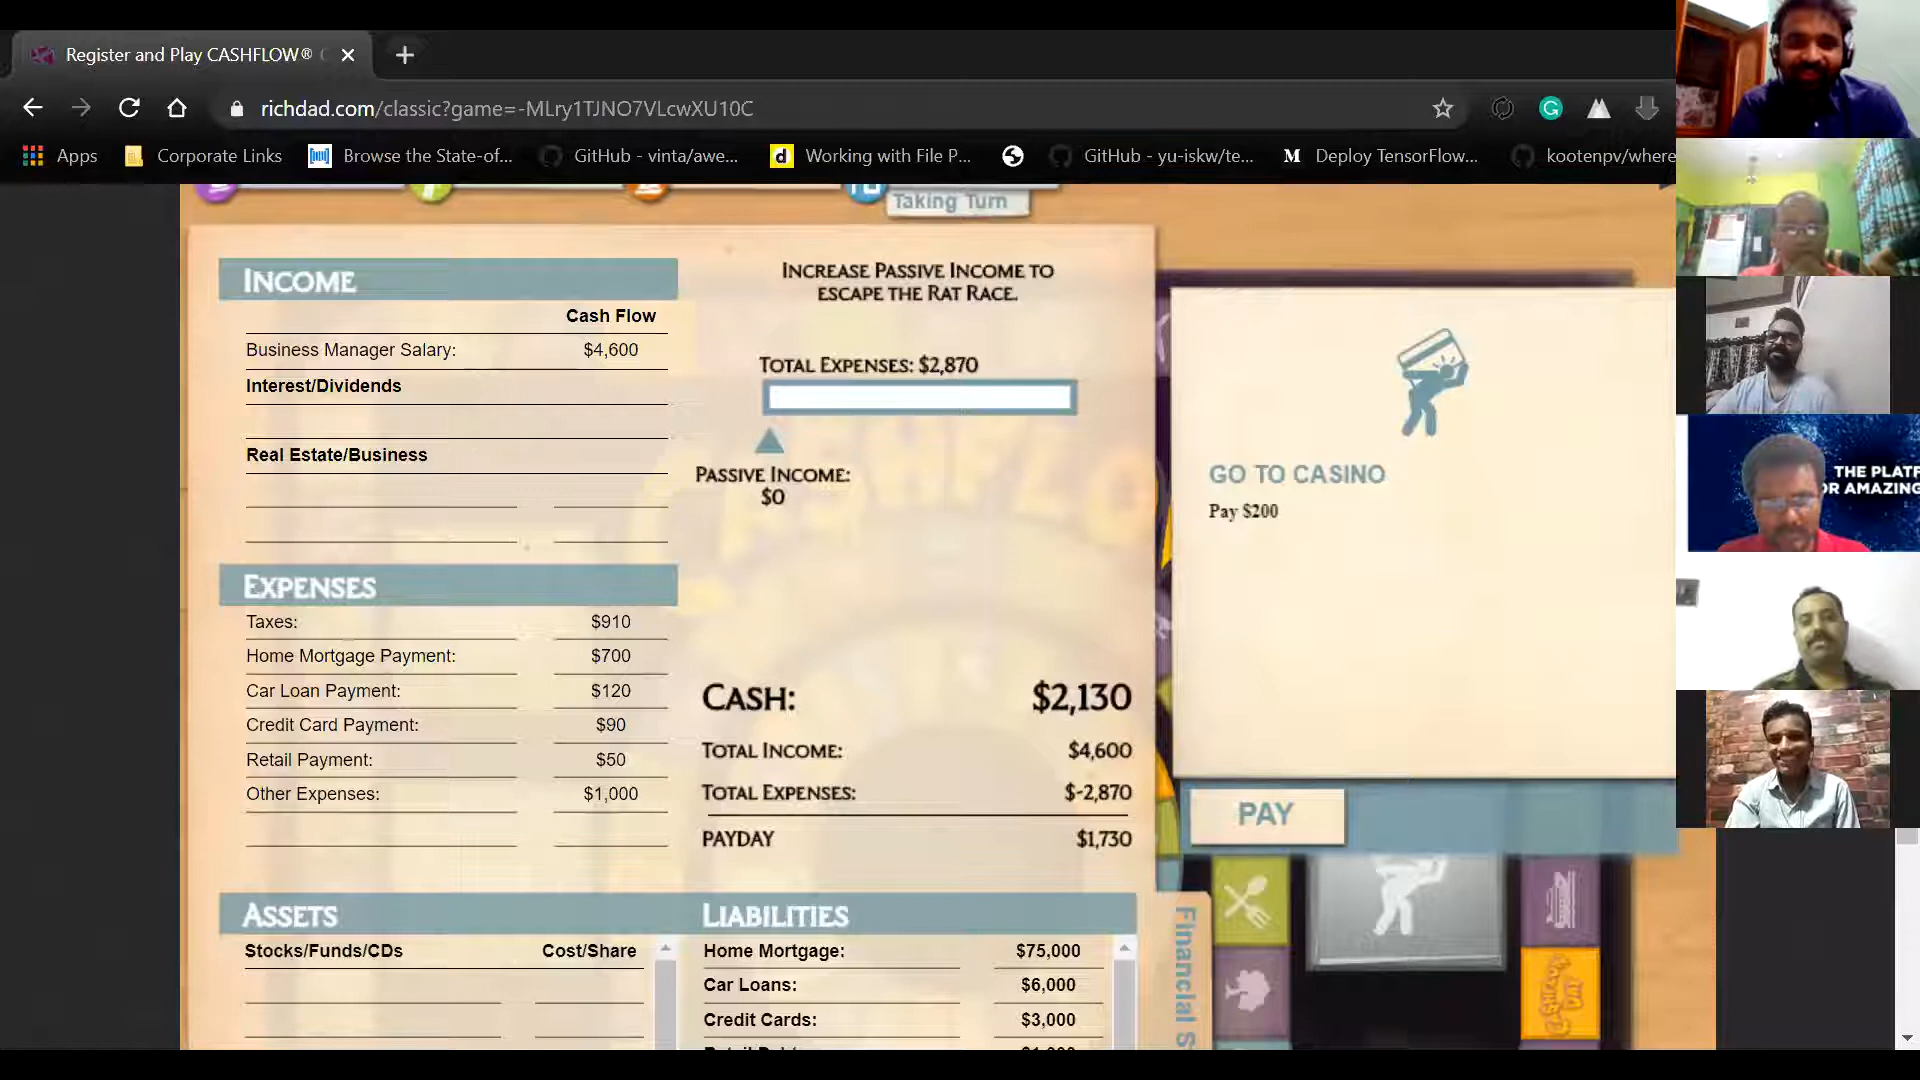 Register and Play CASHFLOW®
richdad.com/classic?game=-MLry1TJNO7VLcwXU10C
Apps Corporate Links Browse the State-of... GitHub - vinta/awe... Working with File P... GitHub - yu-iskw/te... Deploy TensorFlow... kootenpv/where
Taking Turn
INCOME
Cash Flow
Business Manager Salary: $4,600
Interest/Dividends
Real Estate/Business
INCREASE PASSIVE INCOME TO
ESCAPE THE RAT RACE.
TOTAL EXPENSES: $2,870
PASSIVE INCOME:
$0
EXPENSES
Taxes: $910
Home Mortgage Payment: $700
Car Loan Payment: $120
Credit Card Payment: $90
Retail Payment: $50
Other Expenses: $1,000
CASH: $2,130
TOTAL INCOME: $4,600
TOTAL EXPENSES: $-2,870
PAYDAY $1,730
ASSETS
Stocks/Funds/CDs Cost/Share
LIABILITIES
Home Mortgage: $75,000
Car Loans: $6,000
Credit Cards: $3,000
Financial S
GO TO CASINO
Pay $200
PAY
CASHFLOW
DAY
THE PLATF
OR AMAZING